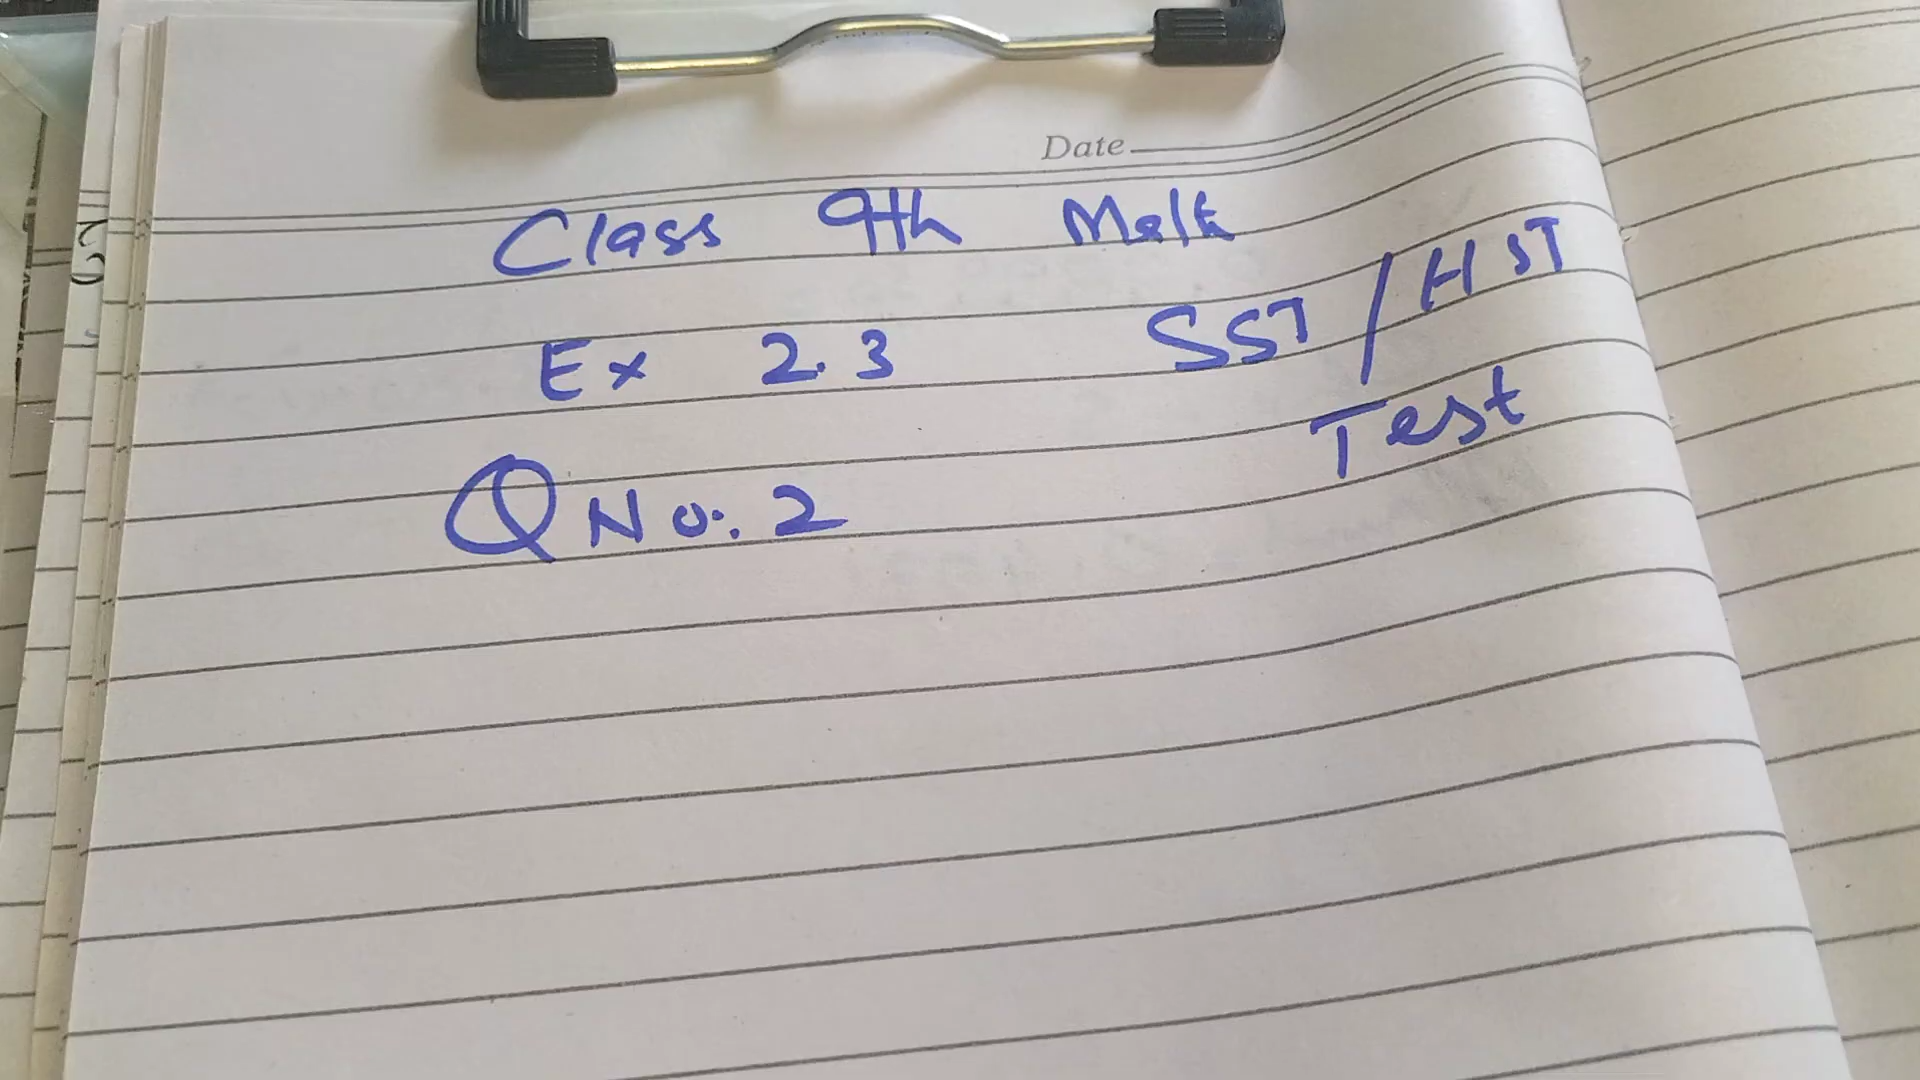 Date
Class 9th Math
Ex 2.3 SST / HST
Test
Q No: 2